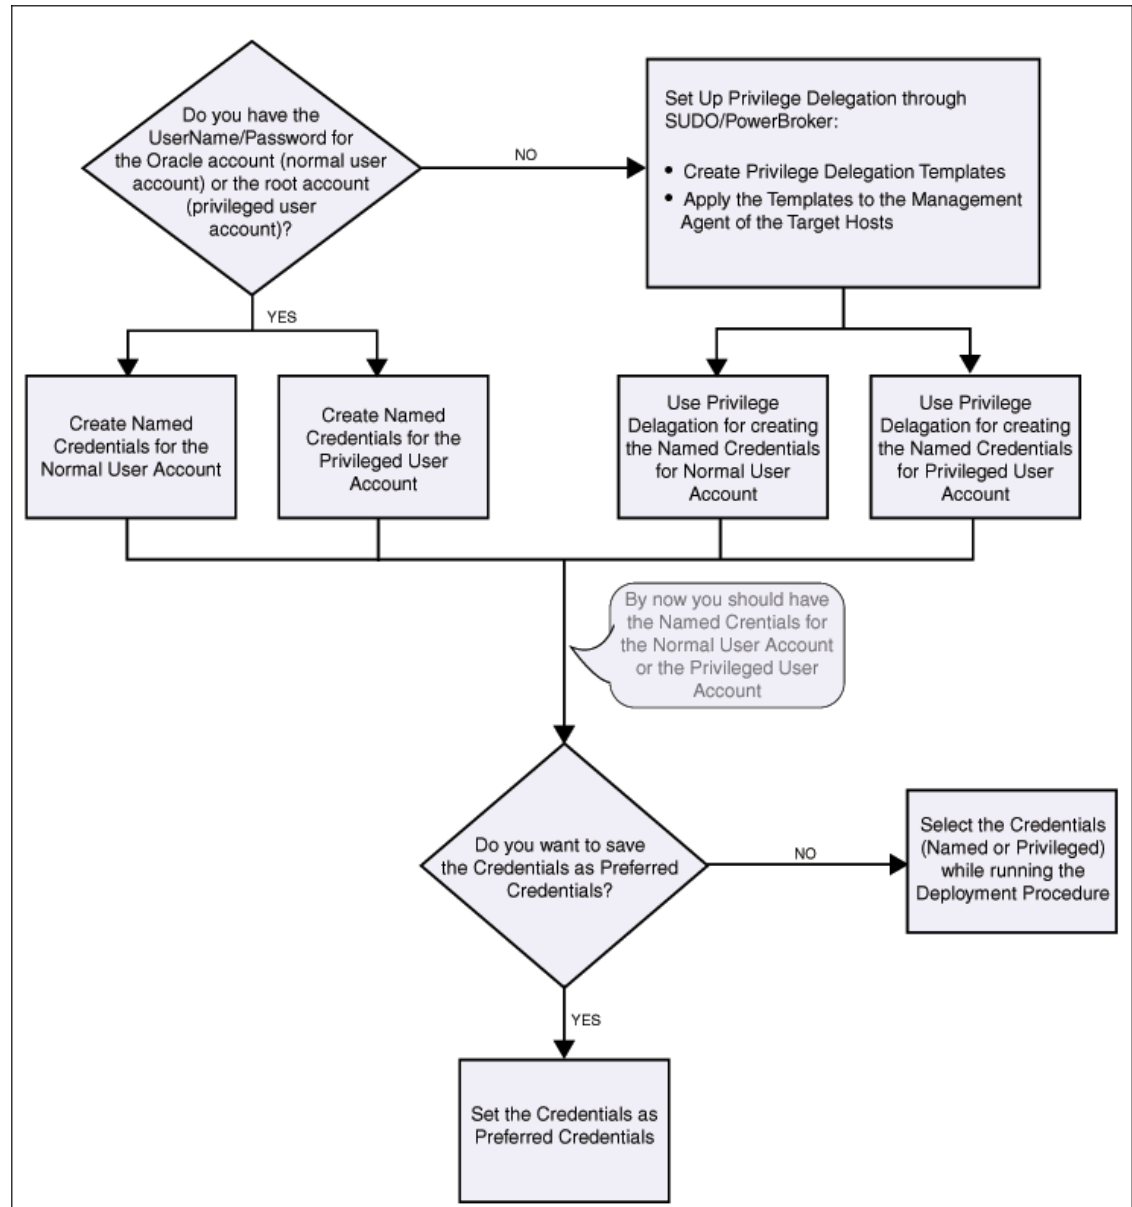 Do you have the
UserName/Password for
the Oracle account (normal user
account) or the root account
(privileged user
account)?
NO
Set Up Privilege Delegation through
SUDO/PowerBroker:
• Create Privilege Delegation Templates
• Apply the Templates to the Management
Agent of the Target Hosts
YES
Create Named
Credentials for the
Normal User Account
Create Named
Credentials for the
Privileged User
Account
Use Privilege
Delagation for creating
the Named Credentials
for Normal User
Account
Use Privilege
Delagation for creating
the Named Credentials
for Privileged User
Account
By now you should have
the Named Crentials for
the Normal User Account
or the Privileged User
Account
Do you want to save
the Credentials as Preferred
Credentials?
NO
Select the Credentials
(Named or Privileged)
while running the
Deployment Procedure
YES
Set the Credentials as
Preferred Credentials